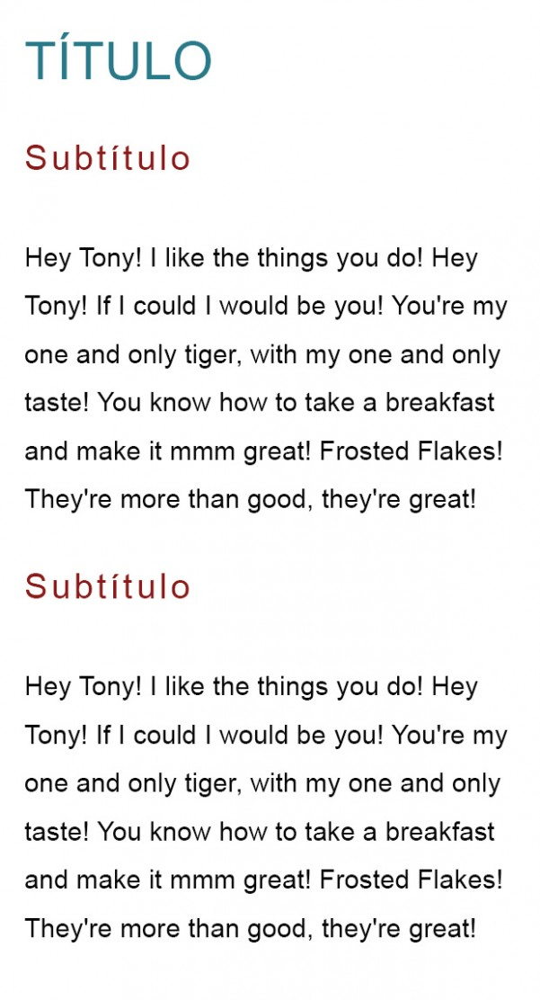 TÍTULO
Subtítulo
Hey Tony! I like the things you do! Hey
Tony! If I could I would be you! You're my
one and only tiger, with my one and only
taste! You know how to take a breakfast
and make it mmm great! Frosted Flakes!
They're more than good, they're great!
Subtítulo
Hey Tony! I like the things you do! Hey
Tony! If I could I would be you! You're my
one and only tiger, with my one and only
taste! You know how to take a breakfast
and make it mmm great! Frosted Flakes!
They're more than good, they're great!